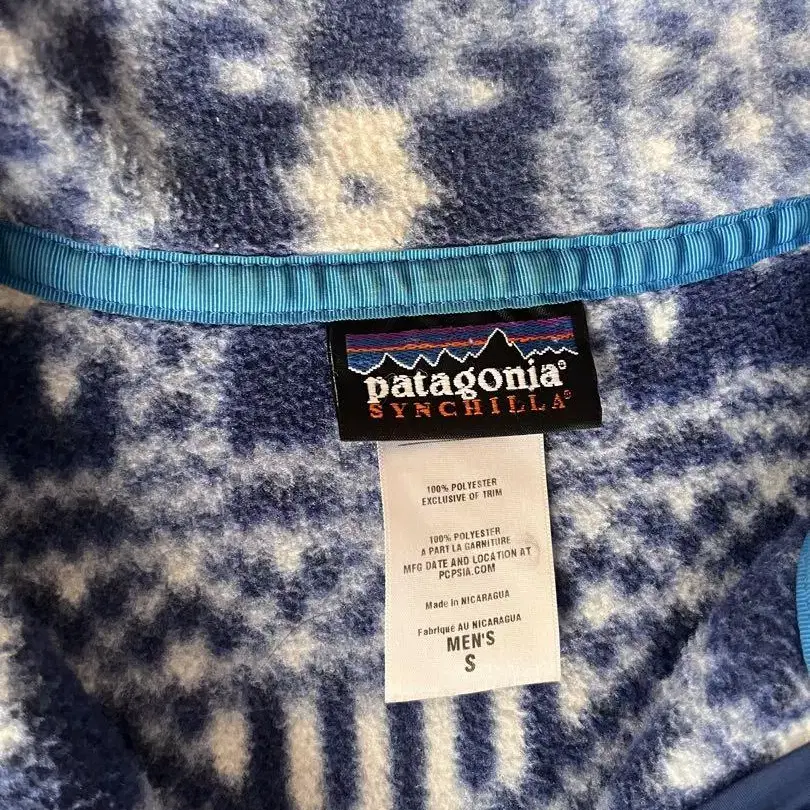 patagonia®
SYNCHILLA®
100% POLYESTER
EXCLUSIVE OF TRIM
100% POLYESTER
A PART LA GARNITURE
MFG DATE AND LOCATION AT
PCPSIA.COM
Made in NICARAGUA
Fabriqué AU NICARAGUA
MEN'S
S